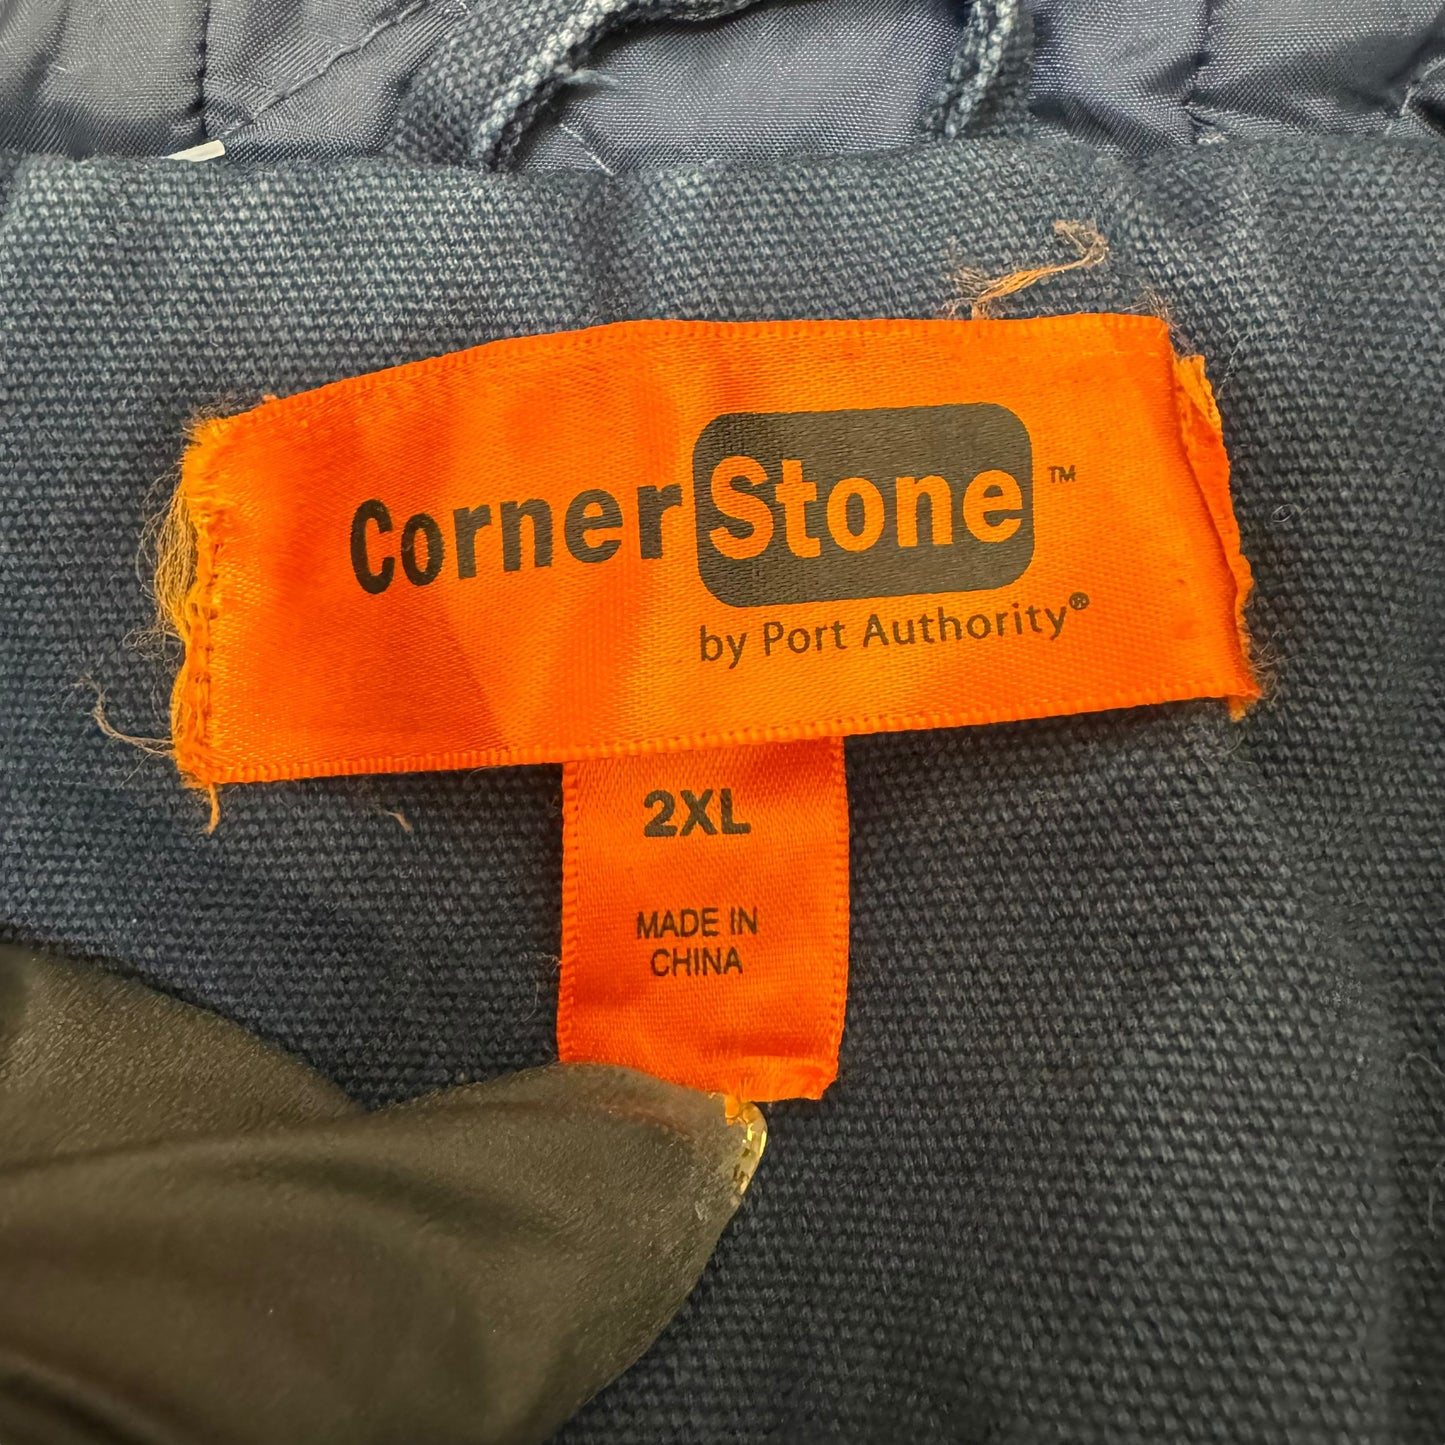 CornerStone™
by Port Authority®
2XL
MADE IN
CHINA